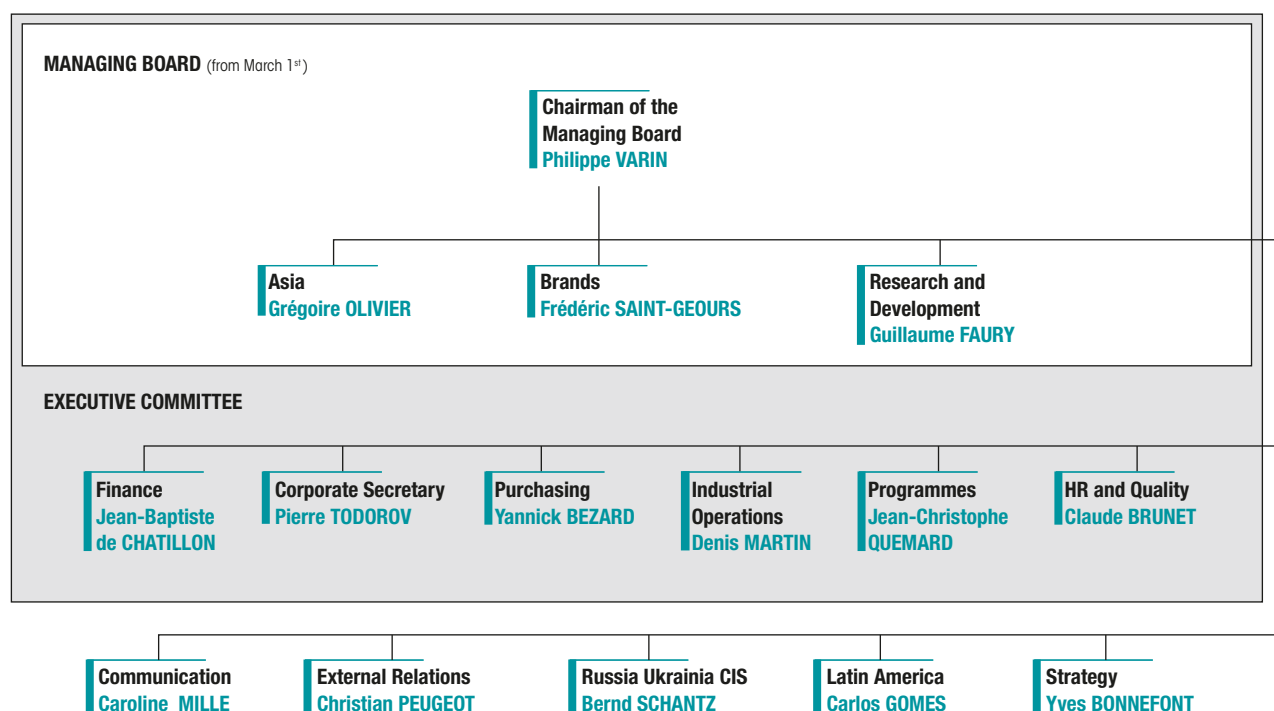 MANAGING BOARD (from March 1st)
Chairman of the
Managing Board
Philippe VARIN
Asia
Grégoire OLIVIER
Brands
Frédéric SAINT-GEOURS
Research and
Development
Guillaume FAURY
EXECUTIVE COMMITTEE
Finance
Jean-Baptiste
de CHATILLON
Corporate Secretary
Pierre TODOROV
Purchasing
Yannick BEZARD
Industrial
Operations
Denis MARTIN
Programmes
Jean-Christophe
QUEMARD
HR and Quality
Claude BRUNET
Communication
Caroline MILLE
External Relations
Christian PEUGEOT
Russia Ukrainia CIS
Bernd SCHANTZ
Latin America
Carlos GOMES
Strategy
Yves BONNEFONT